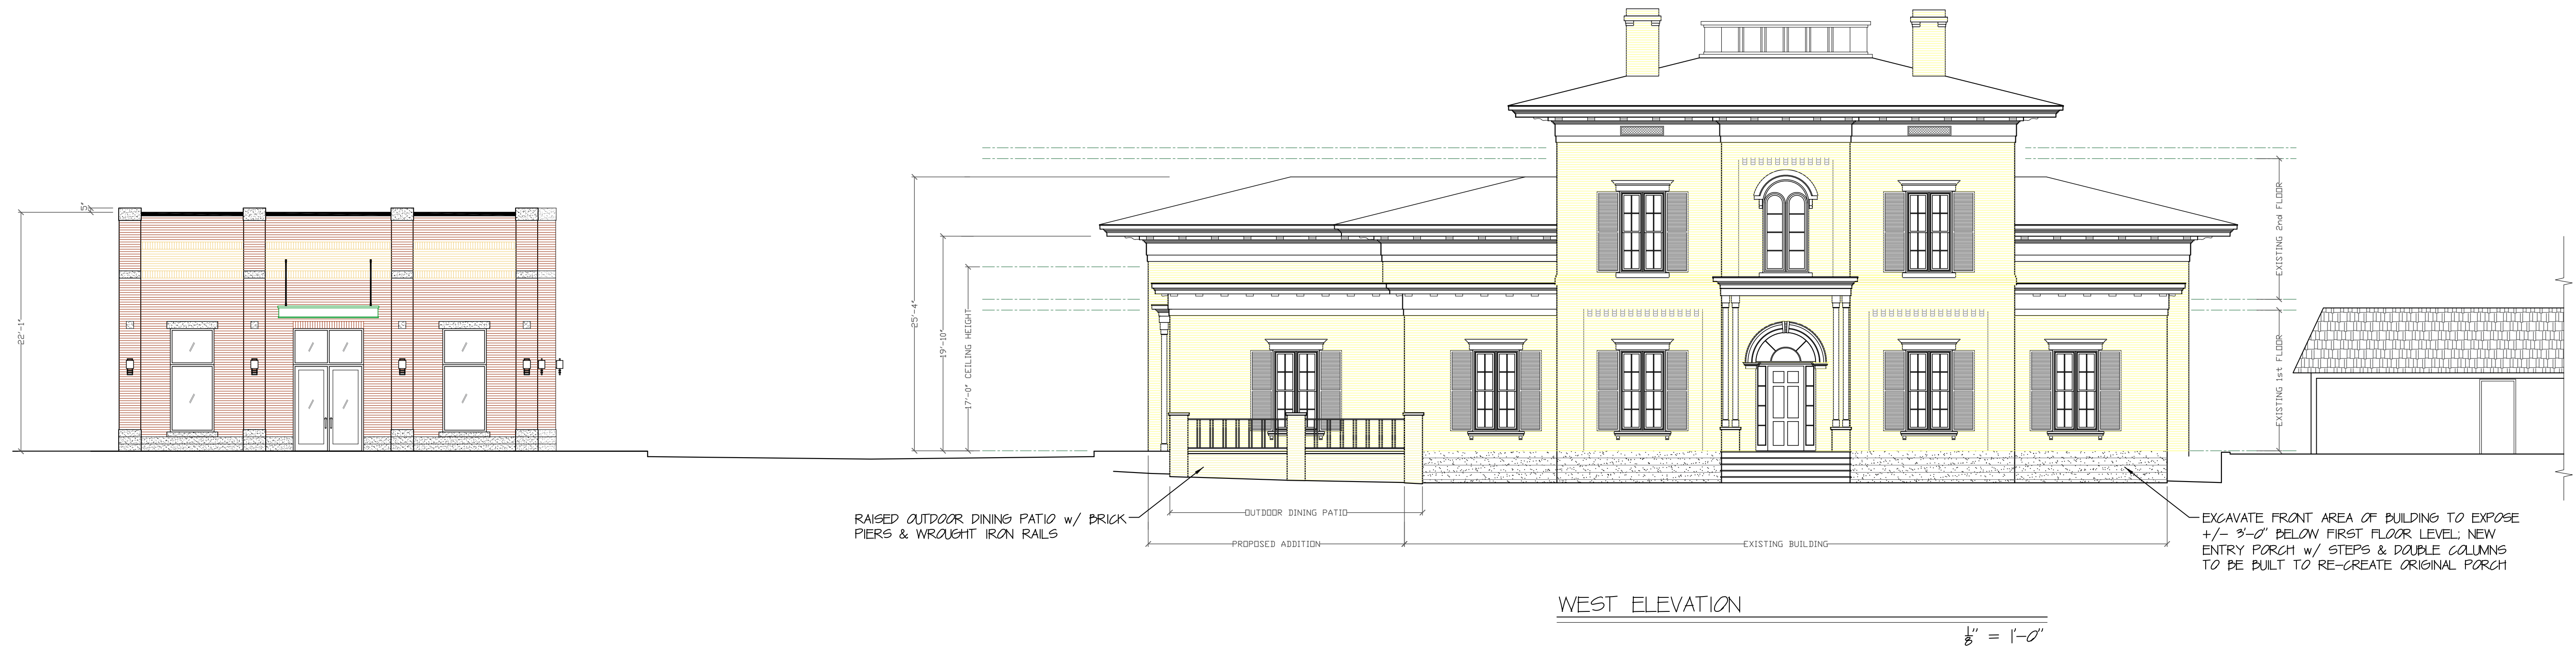 5"
22'-1"
25'-4"
19'-10"
17'-0" CEILING HEIGHT
EXISTING 2nd FLOOR
EXISTING 1st FLOOR
RAISED OUTDOOR DINING PATIO w/ BRICK
PIERS & WROUGHT IRON RAILS
OUTDOOR DINING PATIO
PROPOSED ADDITION
EXISTING BUILDING
EXCAVATE FRONT AREA OF BUILDING TO EXPOSE
+/- 3'-0" BELOW FIRST FLOOR LEVEL; NEW
ENTRY PORCH w/ STEPS & DOUBLE COLUMNS
TO BE BUILT TO RE-CREATE ORIGINAL PORCH
WEST ELEVATION
1/8" = 1'-0"